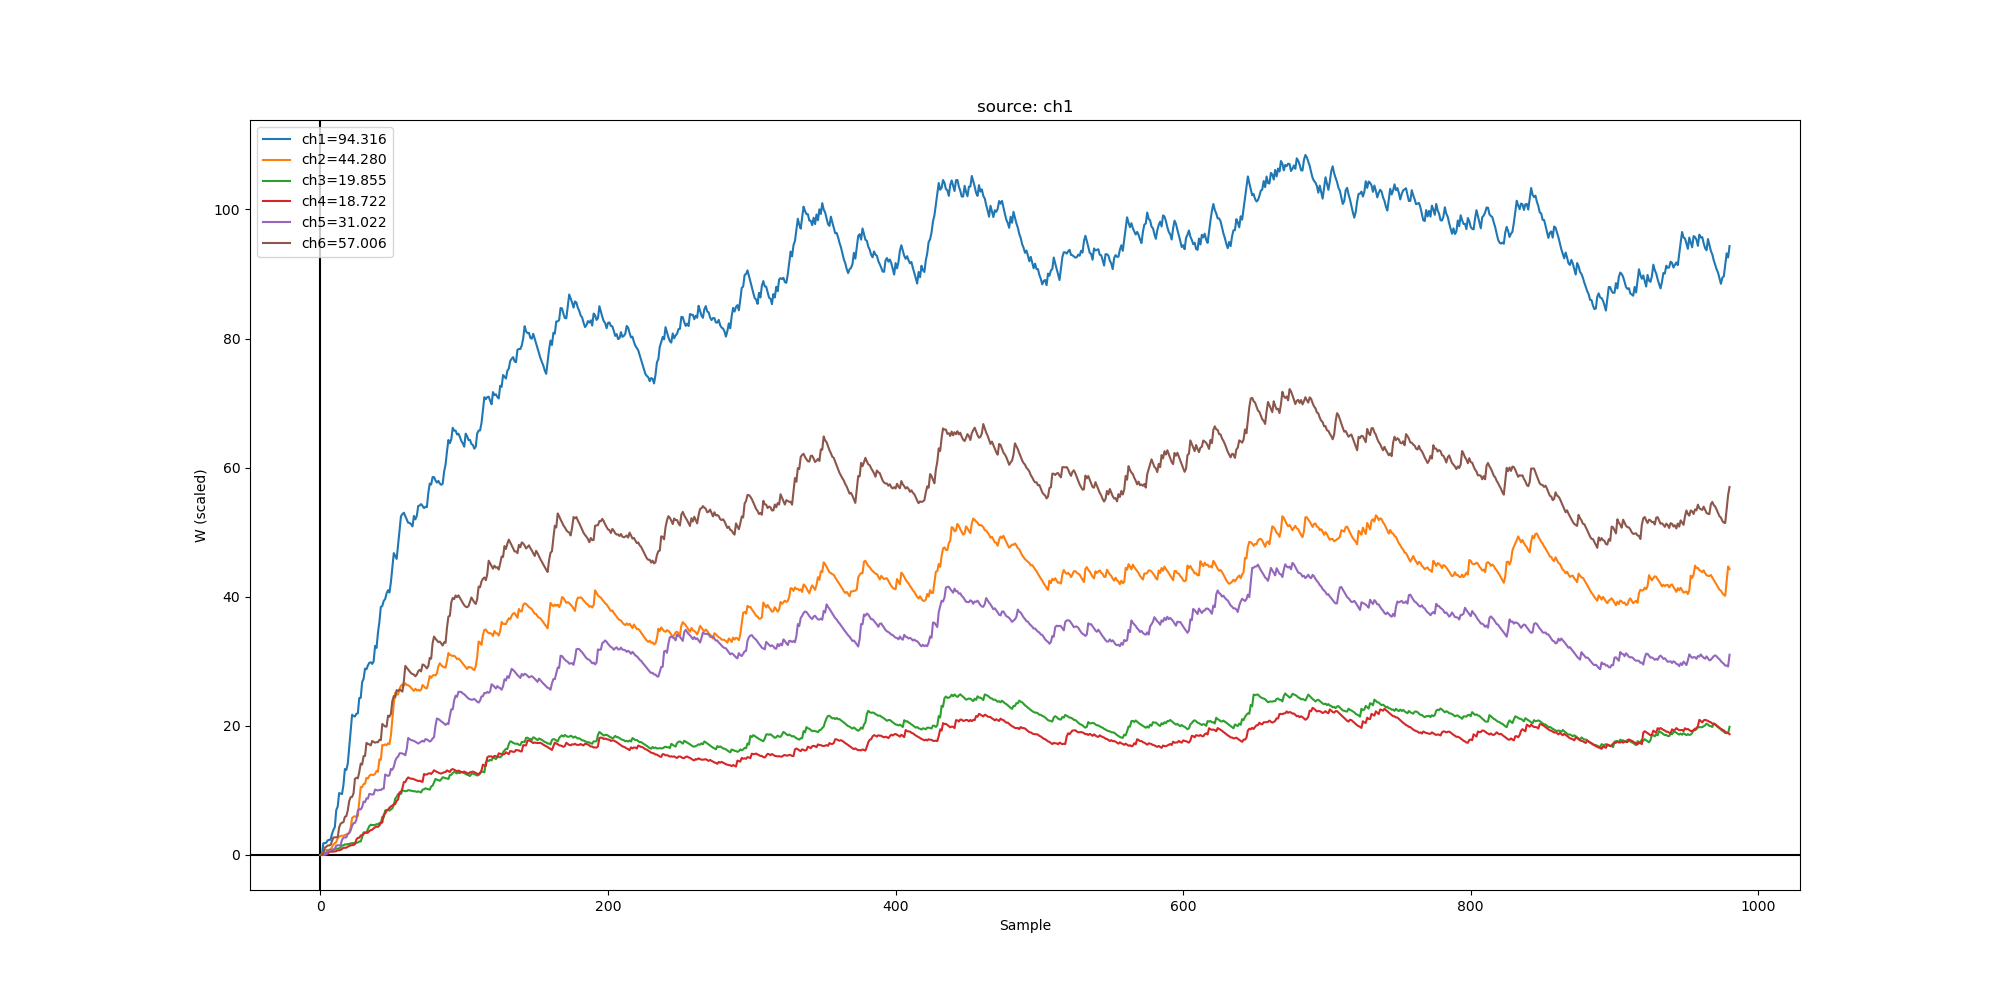 source: ch1
ch1=94.316
ch2=44.280
ch3=19.855
ch4=18.722
ch5=31.022
ch6=57.006
100
80
60
40
20
0
W (scaled)
0 200 400 600 800 1000
Sample